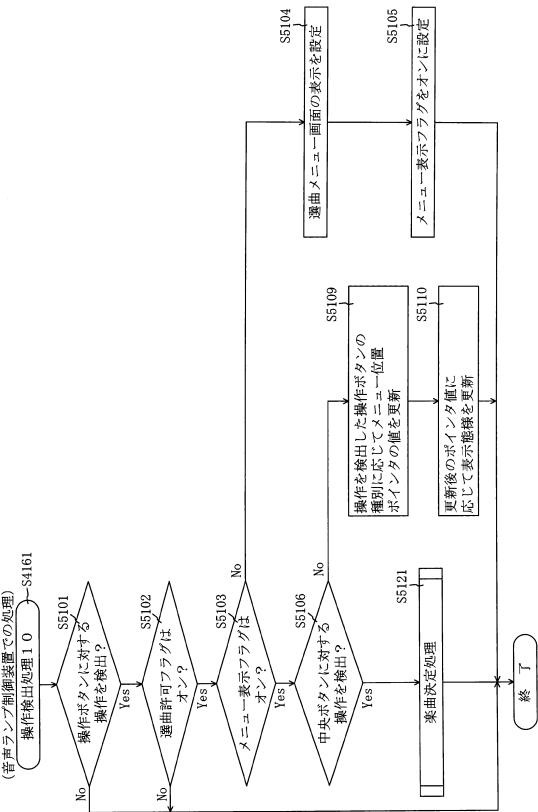 (音声ランプ制御装置での処理)
操作検出処理10
S4161
S5101
操作ボタンに対する
操作を検出?
No
Yes
S5102
選曲許可フラグは
オン?
No
Yes
S5103
メニュー表示フラグは
オン?
No
Yes
S5104
選曲メニュー画面の表示を設定
S5105
メニュー表示フラグをオンに設定
S5106
中央ボタンに対する
操作を検出?
No
Yes
S5109
操作を検出した操作ボタンの
種別に応じてメニュー位置
ポインタの値を更新
S5110
更新後のポインタ値に
応じて表示態様を更新
S5121
楽曲決定処理
終 了